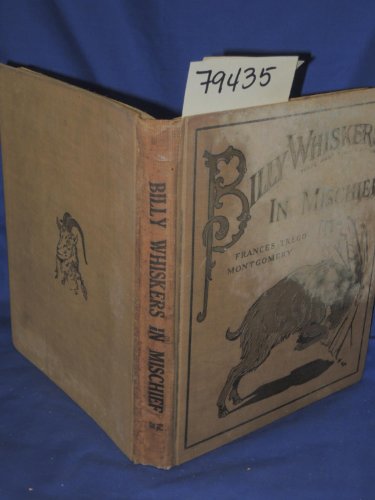 79435
BILLY WHISKERS
IN MISCHIEF
FRANCES TREGO
MONTGOMERY
BILLY WHISKERS IN MISCHIEF